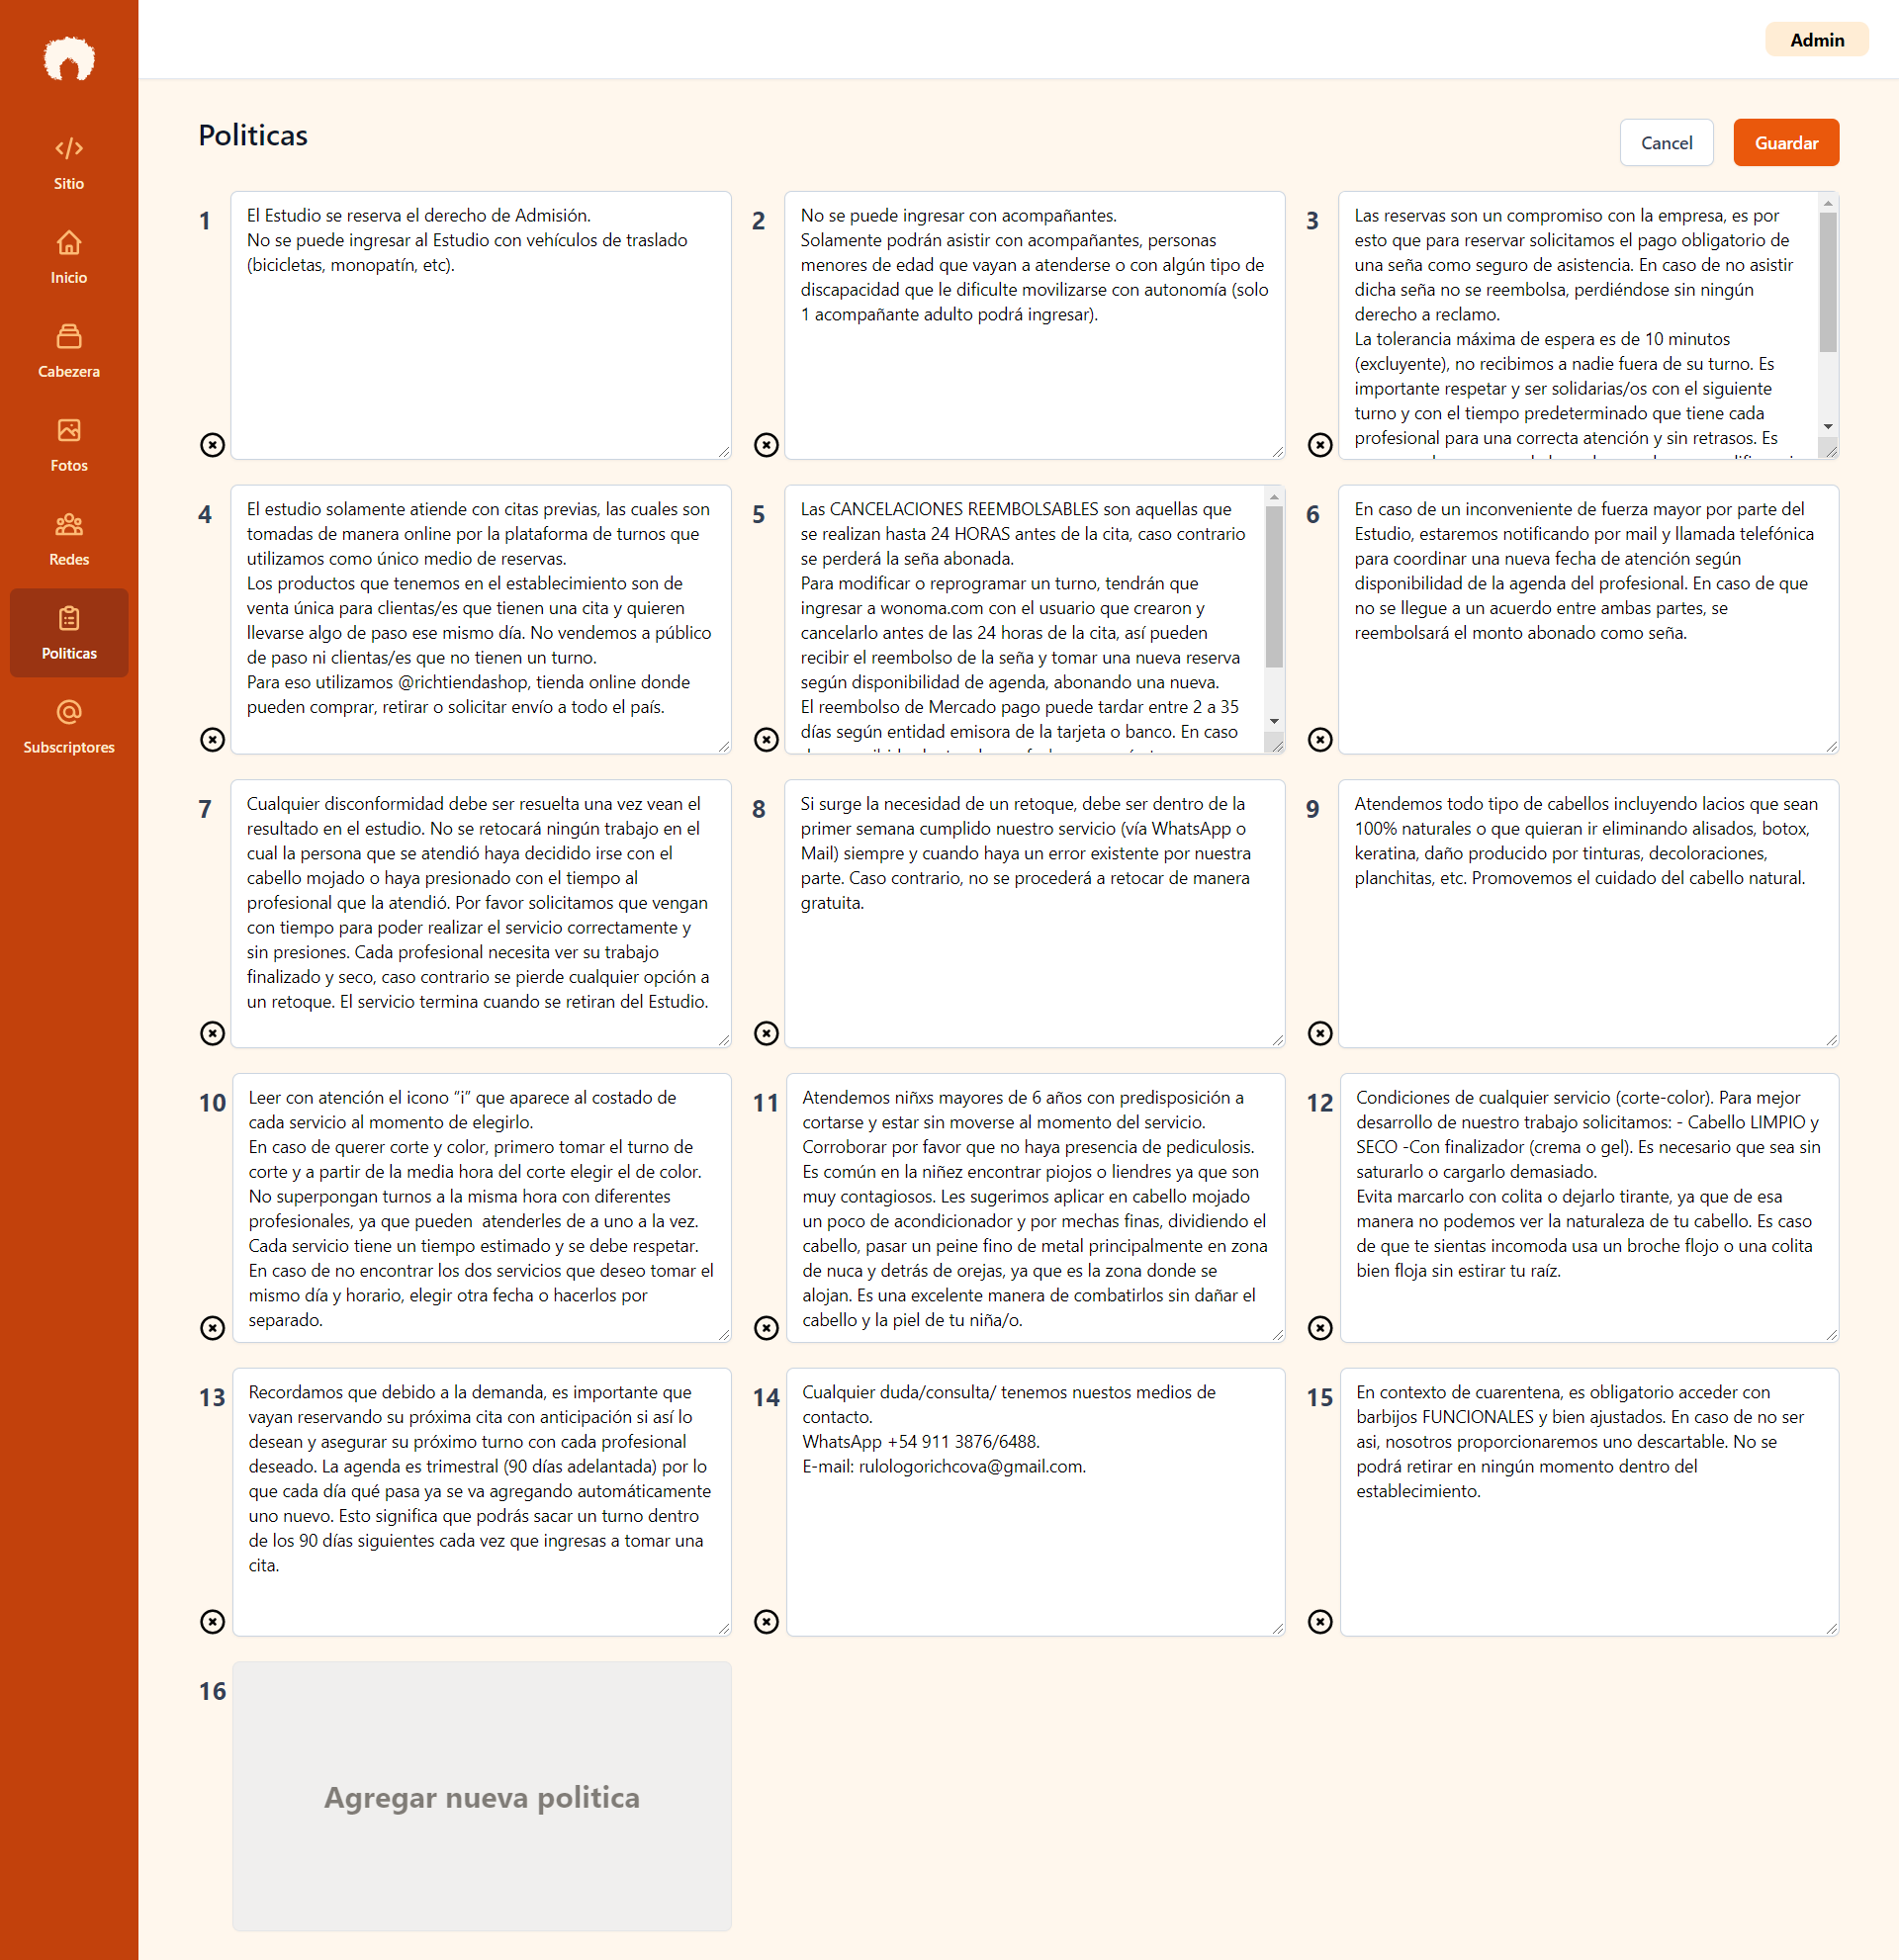 Admin
Sitio
Inicio
Cabezera
Fotos
Redes
Politicas
Subscriptores
Politicas
Cancel
Guardar
1
El Estudio se reserva el derecho de Admisión.
No se puede ingresar al Estudio con vehículos de traslado
(bicicletas, monopatín, etc).
2
No se puede ingresar con acompañantes.
Solamente podrán asistir con acompañantes, personas
menores de edad que vayan a atenderse o con algún tipo de
discapacidad que le dificulte movilizarse con autonomía (solo
1 acompañante adulto podrá ingresar).
3
Las reservas son un compromiso con la empresa, es por
esto que para reservar solicitamos el pago obligatorio de
una seña como seguro de asistencia. En caso de no asistir
dicha seña no se reembolsa, perdiéndose sin ningún
derecho a reclamo.
La tolerancia máxima de espera es de 10 minutos
(excluyente), no recibimos a nadie fuera de su turno. Es
importante respetar y ser solidarias/os con el siguiente
turno y con el tiempo predeterminado que tiene cada
profesional para una correcta atención y sin retrasos. Es
4
El estudio solamente atiende con citas previas, las cuales son
tomadas de manera online por la plataforma de turnos que
utilizamos como único medio de reservas.
Los productos que tenemos en el establecimiento son de
venta única para clientas/es que tienen una cita y quieren
llevarse algo de paso ese mismo día. No vendemos a público
de paso ni clientas/es que no tienen un turno.
Para eso utilizamos @richtiendashop, tienda online donde
pueden comprar, retirar o solicitar envío a todo el país.
5
Las CANCELACIONES REEMBOLSABLES son aquellas que
se realizan hasta 24 HORAS antes de la cita, caso contrario
se perderá la seña abonada.
Para modificar o reprogramar un turno, tendrán que
ingresar a wonoma.com con el usuario que crearon y
cancelarlo antes de las 24 horas de la cita, así pueden
recibir el reembolso de la seña y tomar una nueva reserva
según disponibilidad de agenda, abonando una nueva.
El reembolso de Mercado pago puede tardar entre 2 a 35
días según entidad emisora de la tarjeta o banco. En caso
6
En caso de un inconveniente de fuerza mayor por parte del
Estudio, estaremos notificando por mail y llamada telefónica
para coordinar una nueva fecha de atención según
disponibilidad de la agenda del profesional. En caso de que
no se llegue a un acuerdo entre ambas partes, se
reembolsará el monto abonado como seña.
7
Cualquier disconformidad debe ser resuelta una vez vean el
resultado en el estudio. No se retocará ningún trabajo en el
cual la persona que se atendió haya decidido irse con el
cabello mojado o haya presionado con el tiempo al
profesional que la atendió. Por favor solicitamos que vengan
con tiempo para poder realizar el servicio correctamente y
sin presiones. Cada profesional necesita ver su trabajo
finalizado y seco, caso contrario se pierde cualquier opción a
un retoque. El servicio termina cuando se retiran del Estudio.
8
Si surge la necesidad de un retoque, debe ser dentro de la
primer semana cumplido nuestro servicio (vía WhatsApp o
Mail) siempre y cuando haya un error existente por nuestra
parte. Caso contrario, no se procederá a retocar de manera
gratuita.
9
Atendemos todo tipo de cabellos incluyendo lacios que sean
100% naturales o que quieran ir eliminando alisados, botox,
keratina, daño producido por tinturas, decoloraciones,
planchitas, etc. Promovemos el cuidado del cabello natural.
10
Leer con atención el icono “i” que aparece al costado de
cada servicio al momento de elegirlo.
En caso de querer corte y color, primero tomar el turno de
corte y a partir de la media hora del corte elegir el de color.
No superpongan turnos a la misma hora con diferentes
profesionales, ya que pueden  atenderles de a uno a la vez.
Cada servicio tiene un tiempo estimado y se debe respetar.
En caso de no encontrar los dos servicios que deseo tomar el
mismo día y horario, elegir otra fecha o hacerlos por
separado.
11
Atendemos niñxs mayores de 6 años con predisposición a
cortarse y estar sin moverse al momento del servicio.
Corroborar por favor que no haya presencia de pediculosis.
Es común en la niñez encontrar piojos o liendres ya que son
muy contagiosos. Les sugerimos aplicar en cabello mojado
un poco de acondicionador y por mechas finas, dividiendo el
cabello, pasar un peine fino de metal principalmente en zona
de nuca y detrás de orejas, ya que es la zona donde se
alojan. Es una excelente manera de combatirlos sin dañar el
cabello y la piel de tu niña/o.
12
Condiciones de cualquier servicio (corte-color). Para mejor
desarrollo de nuestro trabajo solicitamos: - Cabello LIMPIO y
SECO -Con finalizador (crema o gel). Es necesario que sea sin
saturarlo o cargarlo demasiado.
Evita marcarlo con colita o dejarlo tirante, ya que de esa
manera no podemos ver la naturaleza de tu cabello. Es caso
de que te sientas incomoda usa un broche flojo o una colita
bien floja sin estirar tu raíz.
13
Recordamos que debido a la demanda, es importante que
vayan reservando su próxima cita con anticipación si así lo
desean y asegurar su próximo turno con cada profesional
deseado. La agenda es trimestral (90 días adelantada) por lo
que cada día qué pasa ya se va agregando automáticamente
uno nuevo. Esto significa que podrás sacar un turno dentro
de los 90 días siguientes cada vez que ingresas a tomar una
cita.
14
Cualquier duda/consulta/ tenemos nuestos medios de
contacto.
WhatsApp +54 911 3876/6488.
E-mail: rulologorichcova@gmail.com.
15
En contexto de cuarentena, es obligatorio acceder con
barbijos FUNCIONALES y bien ajustados. En caso de no ser
asi, nosotros proporcionaremos uno descartable. No se
podrá retirar en ningún momento dentro del
establecimiento.
16
Agregar nueva politica